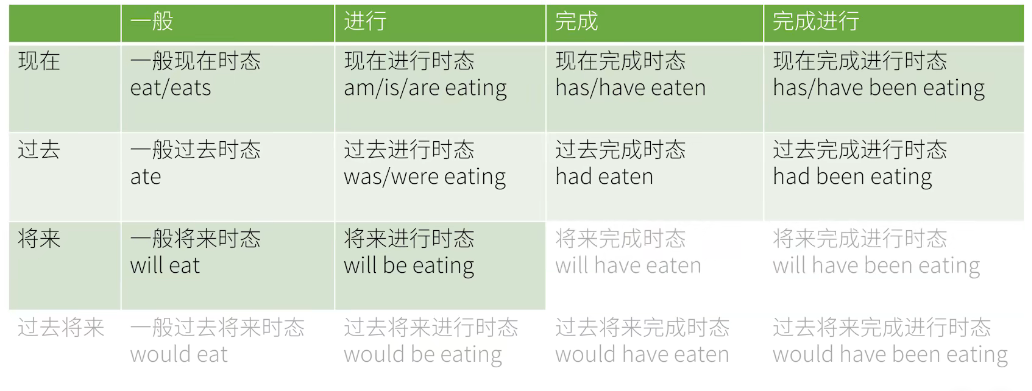 一般 进行 完成 完成进行
现在 一般现在时态 现在进行时态 现在完成时态 现在完成进行时态
eat/eats am/is/are eating has/have eaten has/have been eating
过去 一般过去时态 过去进行时态 过去完成时态 过去完成进行时态
ate was/were eating had eaten had been eating
将来 一般将来时态 将来进行时态 将来完成时态 将来完成进行时态
will eat will be eating will have eaten will have been eating
过去将来 一般过去将来时态 过去将来进行时态 过去将来完成时态 过去将来完成进行时态
would eat would be eating would have eaten would have been eating